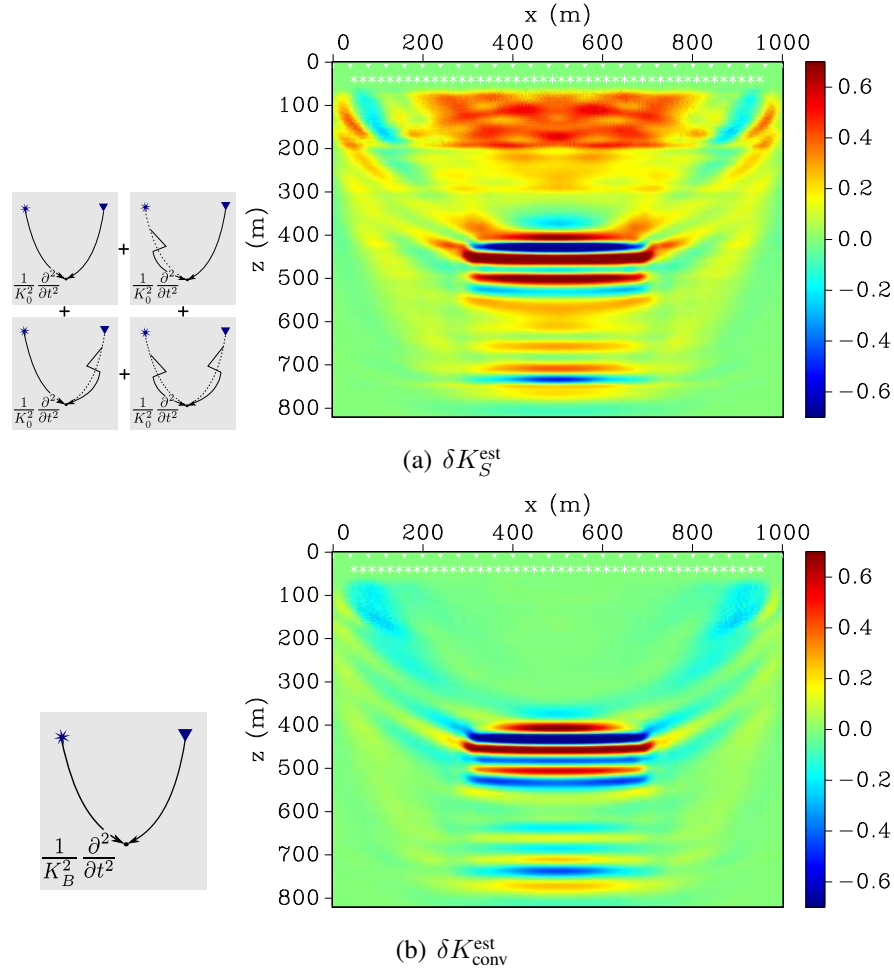 x (m)
0 200 400 600 800 1000
0
100
200
300
400
500
600
700
800
z (m)
0.6
0.4
0.2
0.0
−0.2
−0.4
−0.6
+
+ +
+
1/K_0^2 ∂^2/∂t^2
1/K_0^2 ∂^2/∂t^2
1/K_0^2 ∂^2/∂t^2
1/K_0^2 ∂^2/∂t^2
(a) δK_S^est
x (m)
0 200 400 600 800 1000
0
100
200
300
400
500
600
700
800
z (m)
0.6
0.4
0.2
0.0
−0.2
−0.4
−0.6
1/K_B^2 ∂^2/∂t^2
(b) δK_conv^est